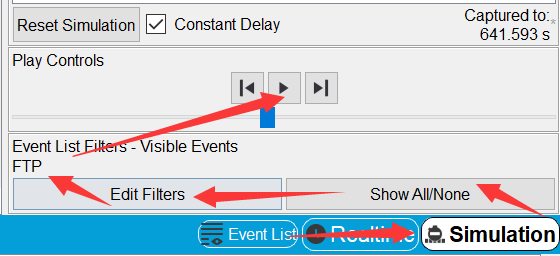 Reset Simulation Constant Delay Captured to:
641.593 s
Play Controls
Event List Filters - Visible Events
FTP
Edit Filters Show All/None
Event List Realtime Simulation